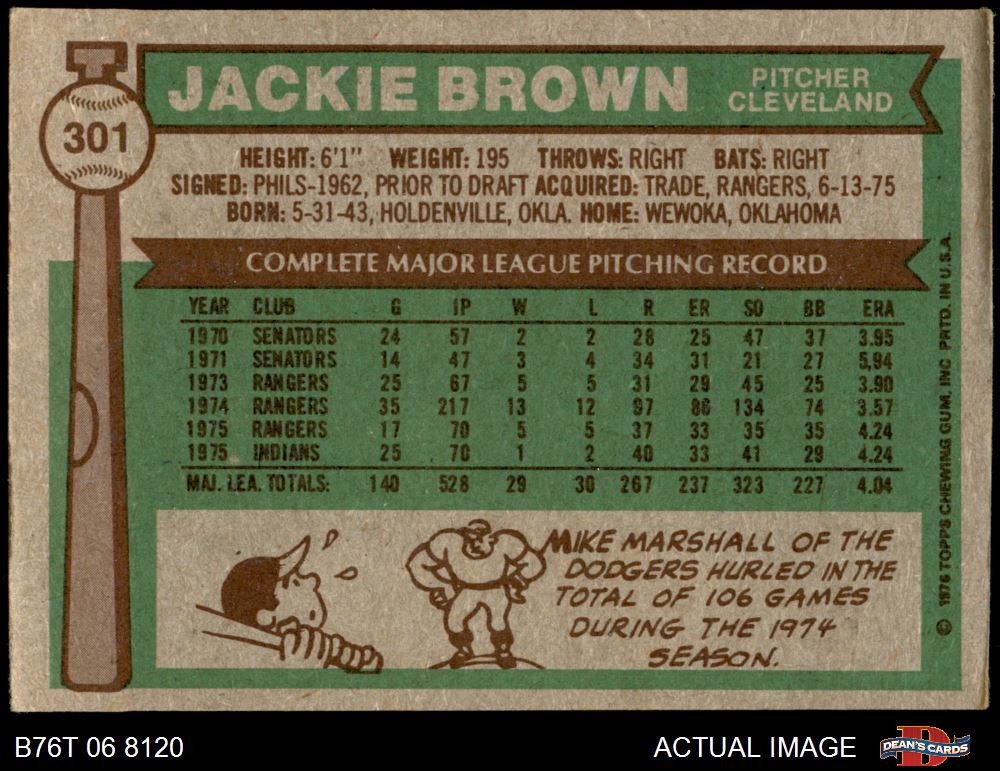 301
JACKIE BROWN
PITCHER
CLEVELAND
HEIGHT: 6'1" WEIGHT: 195 THROWS: RIGHT BATS: RIGHT
SIGNED: PHILS-1962, PRIOR TO DRAFT ACQUIRED: TRADE, RANGERS, 6-13-75
BORN: 5-31-43, HOLDENVILLE, OKLA. HOME: WEWOKA, OKLAHOMA
COMPLETE MAJOR LEAGUE PITCHING RECORD
YEAR CLUB G IP W L R ER SO BB ERA
1970 SENATORS 24 57 2 2 28 25 47 37 3.95
1971 SENATORS 14 47 3 4 34 31 21 27 5.94
1973 RANGERS 25 67 5 5 31 29 45 25 3.90
1974 RANGERS 35 217 13 12 97 86 134 74 3.57
1975 RANGERS 17 70 5 5 37 33 35 35 4.24
1975 INDIANS 25 70 1 2 40 33 41 29 4.24
MAJ. LEA. TOTALS: 140 528 29 30 267 237 323 227 4.04
MIKE MARSHALL OF THE
DODGERS HURLED IN THE
TOTAL OF 106 GAMES
DURING THE 1974
SEASON.
© 1976 TOPPS CHEWING GUM, INC PRTD. IN U.S.A.
B76T 06 8120
ACTUAL IMAGE
DEAN'S CARDS